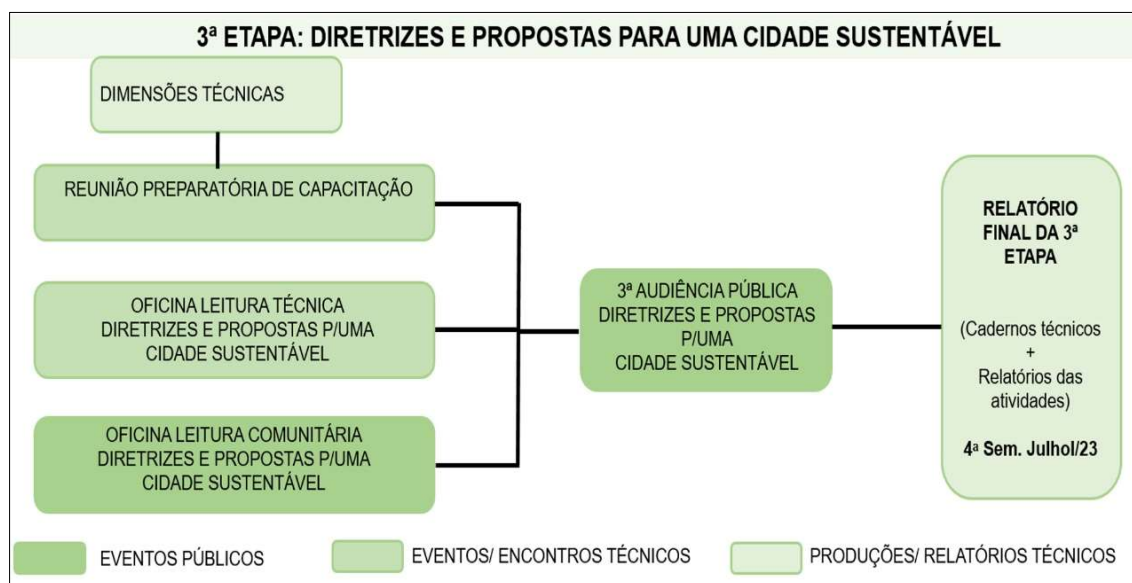 3ª ETAPA: DIRETRIZES E PROPOSTAS PARA UMA CIDADE SUSTENTÁVEL
DIMENSÕES TÉCNICAS
REUNIÃO PREPARATÓRIA DE CAPACITAÇÃO
OFICINA LEITURA TÉCNICA
DIRETRIZES E PROPOSTAS P/UMA
CIDADE SUSTENTÁVEL
OFICINA LEITURA COMUNITÁRIA
DIRETRIZES E PROPOSTAS P/UMA
CIDADE SUSTENTÁVEL
3ª AUDIÊNCIA PÚBLICA
DIRETRIZES E PROPOSTAS
P/UMA
CIDADE SUSTENTÁVEL
RELATÓRIO
FINAL DA 3ª
ETAPA
(Cadernos técnicos
+
Relatórios das
atividades)
4ª Sem. Julhol/23
EVENTOS PÚBLICOS
EVENTOS/ ENCONTROS TÉCNICOS
PRODUÇÕES/ RELATÓRIOS TÉCNICOS